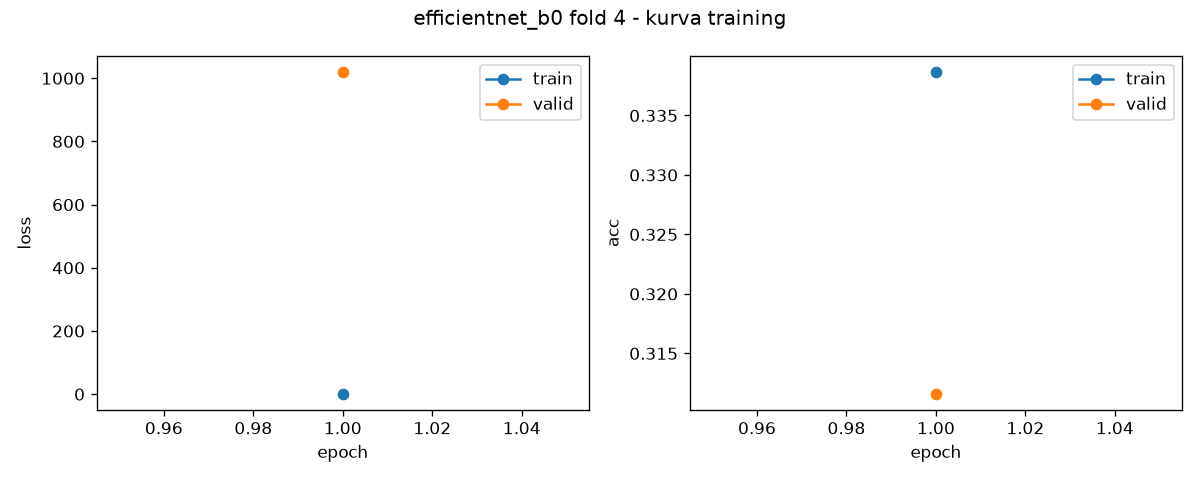 efficientnet_b0 fold 4 - kurva training
train
valid
1000
800
600
400
200
0
loss
0.96 0.98 1.00 1.02 1.04
epoch
train
valid
0.335
0.330
0.325
0.320
0.315
acc
0.96 0.98 1.00 1.02 1.04
epoch